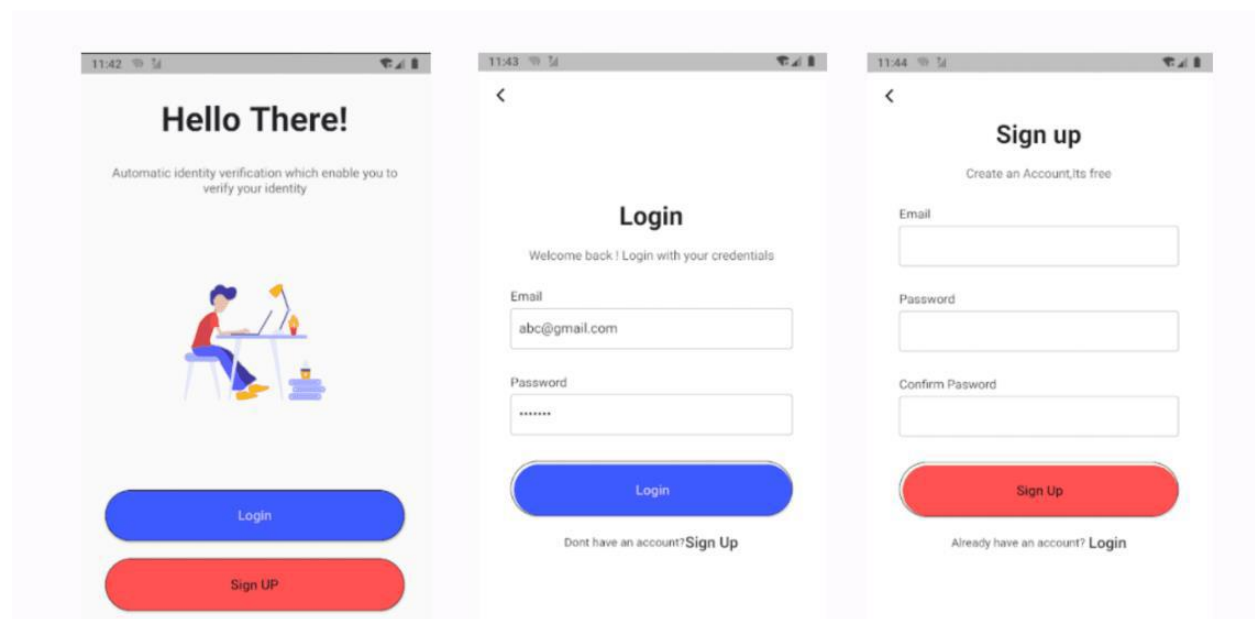 11:42
Hello There!
Automatic identity verification which enable you to
verify your identity
Login
Sign UP
11:43
Login
Welcome back ! Login with your credentials
Email
abc@gmail.com
Password
•••••••
Login
Dont have an account?Sign Up
11:44
Sign up
Create an Account,Its free
Email
Password
Confirm Pasword
Sign Up
Already have an account? Login